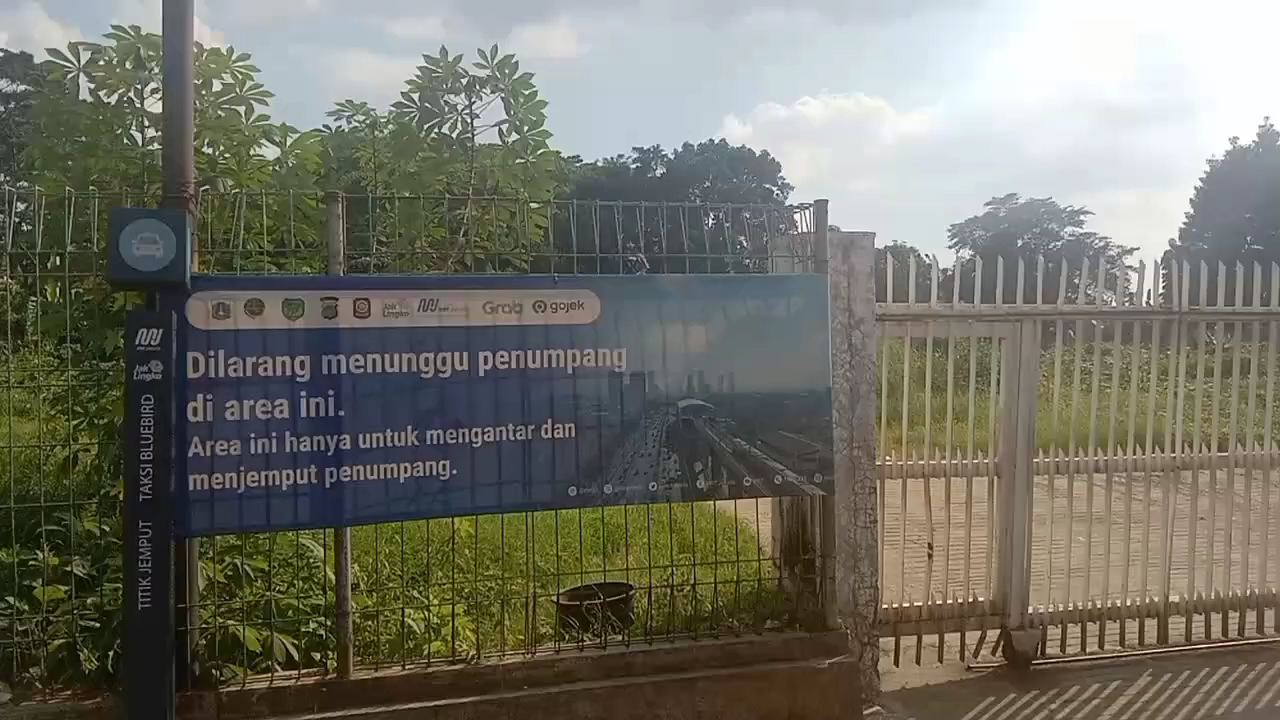 Jak Lingko Grab gojek
Dilarang menunggu penumpang
di area ini.
Area ini hanya untuk mengantar dan
menjemput penumpang.
Jak Lingko
TITIK JEMPUT TAKSI BLUEBIRD